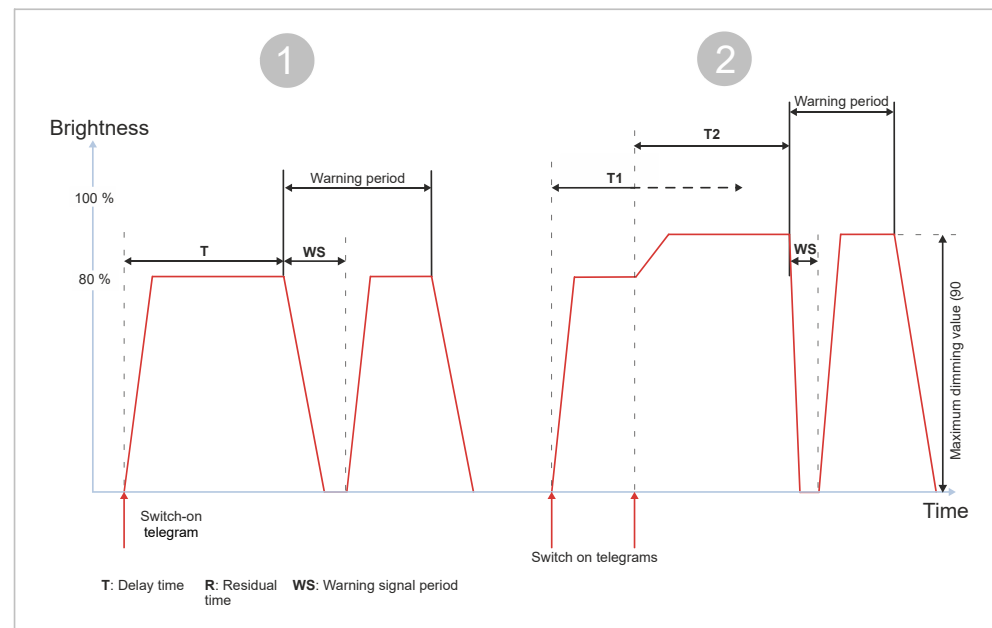 1
2
Brightness
Warning period
T2
Warning period
T1
100 %
T
WS
WS
80 %
Maximum dimming value (90
Time
Switch-on
telegram
Switch on telegrams
T: Delay time R: Residual WS: Warning signal period
time